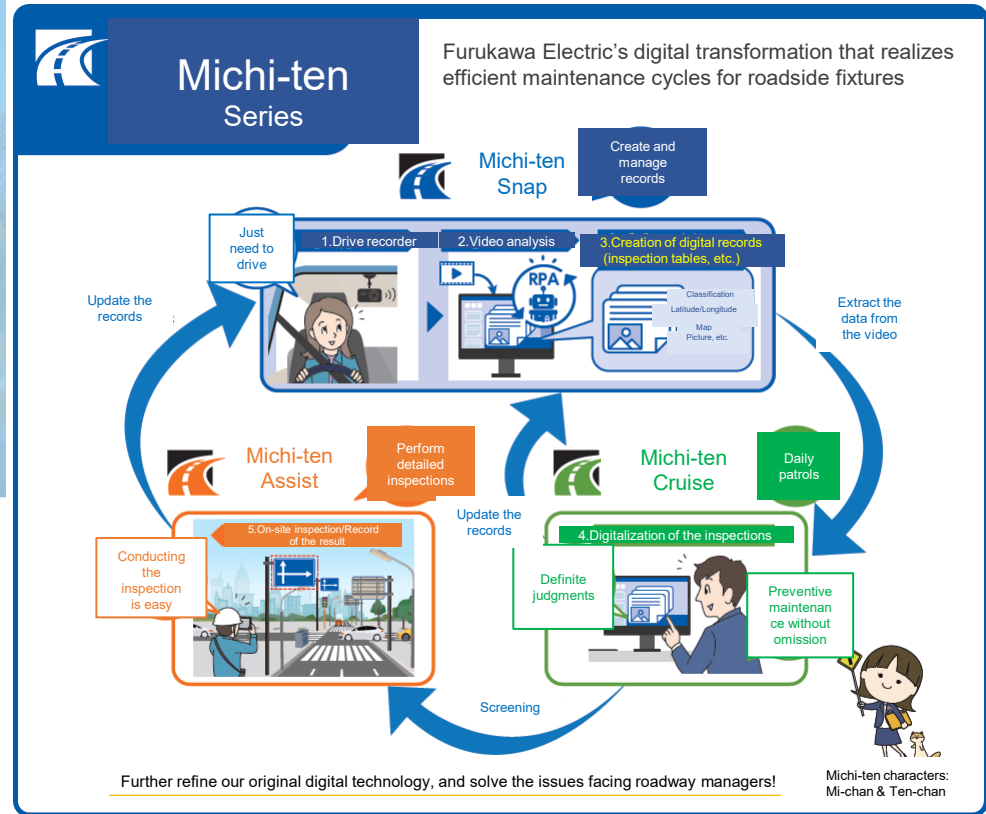 Michi-ten
Series
Furukawa Electric's digital transformation that realizes
efficient maintenance cycles for roadside fixtures
Michi-ten
Snap
Create and
manage
records
Just
need to
drive
1.Drive recorder
2.Video analysis
3.Creation of digital records
(inspection tables, etc.)
RPA
Classification
Latitude/Longitude
Map
Picture, etc.
Update the
records
Extract the
data from
the video
Michi-ten
Assist
Perform
detailed
inspections
Michi-ten
Cruise
Daily
patrols
Update the
records
5.On-site inspection/Record
of the result
Conducting
the
inspection
is easy
4.Digitalization of the inspections
Definite
judgments
Preventive
maintenan
ce without
omission
Screening
Further refine our original digital technology, and solve the issues facing roadway managers!
Michi-ten characters:
Mi-chan & Ten-chan